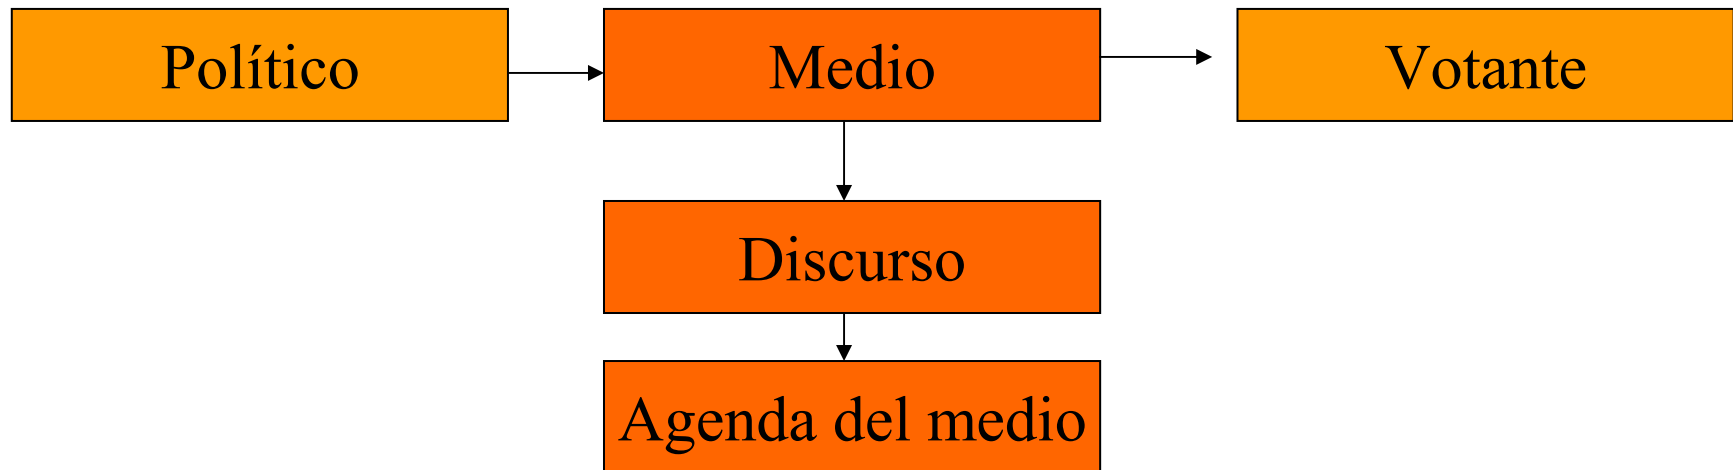 Político
Medio
Votante
Discurso
Agenda del medio